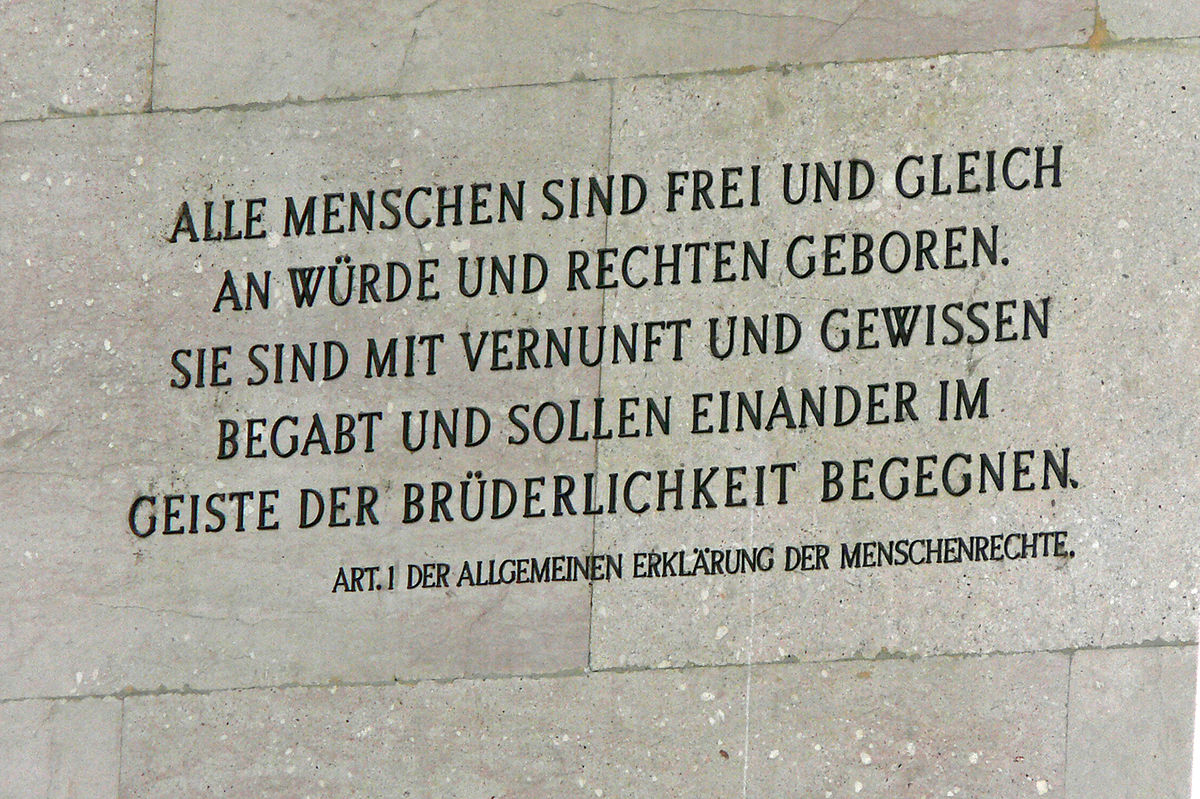 ALLE MENSCHEN SIND FREI UND GLEICH
AN WÜRDE UND RECHTEN GEBOREN.
SIE SIND MIT VERNUNFT UND GEWISSEN
BEGABT UND SOLLEN EINANDER IM
GEISTE DER BRÜDERLICHKEIT BEGEGNEN.
ART. 1 DER ALLGEMEINEN ERKLÄRUNG DER MENSCHENRECHTE.